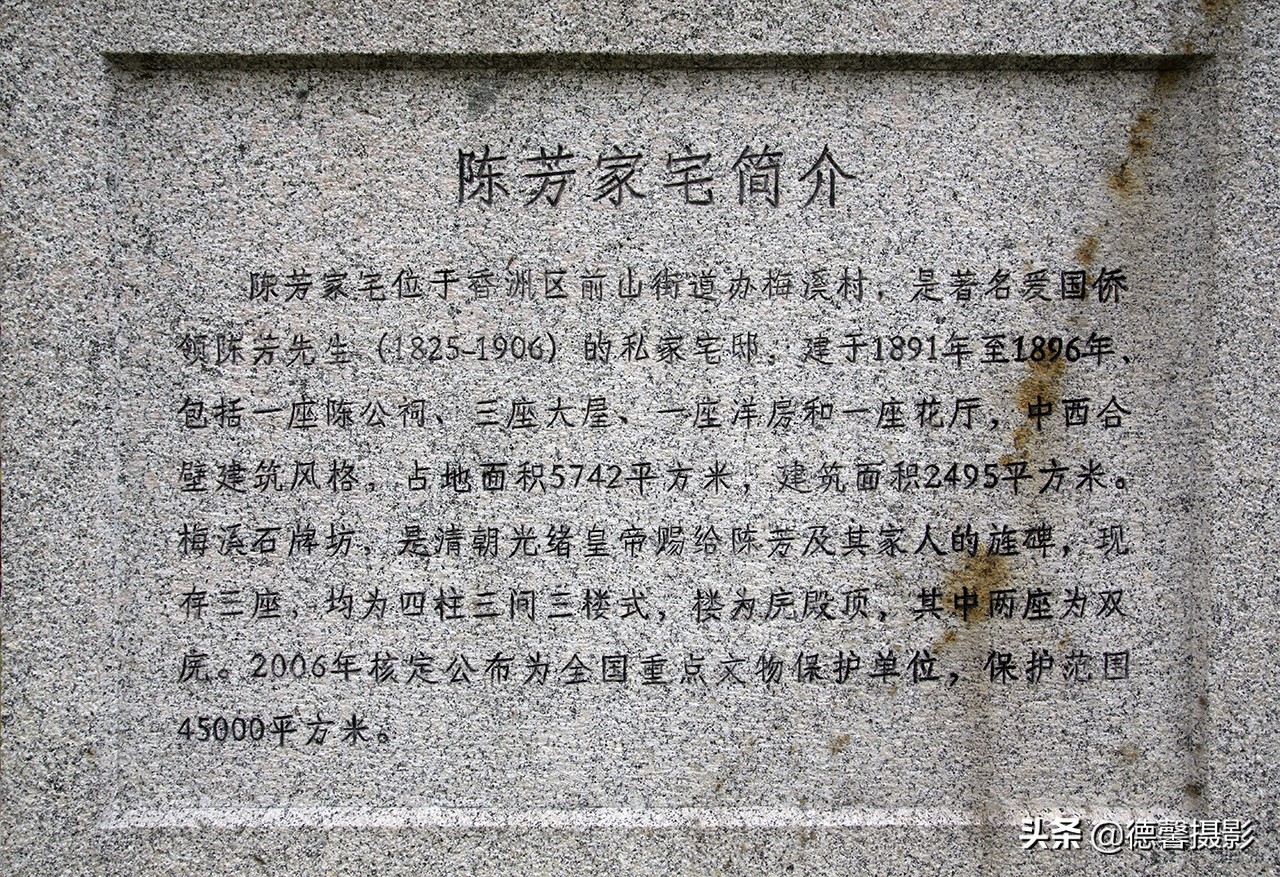 陈芳家宅简介
陈芳家宅位于香洲区前山街道办梅溪村，是著名爱国侨
领陈芳先生（1825-1906）的私家宅邸，建于1891年至1896年、
包括一座陈公祠、三座大屋、一座洋房和一座花厅，中西合
壁建筑风格，占地面积5742平方米，建筑面积2495平方米。
梅溪石牌坊，是清朝光绪皇帝赐给陈芳及其家人的旌碑，现
存三座，均为四柱三间三楼式，楼为庑殿顶，其中两座为双
庑。2006年核定公布为全国重点文物保护单位，保护范围
45000平方米。
头条 @德馨摄影